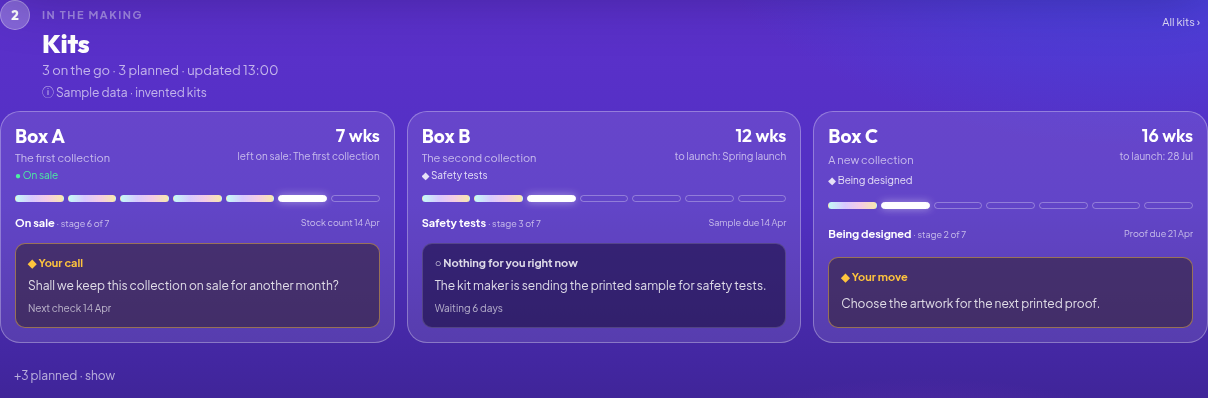 2 IN THE MAKING
All kits ›
Kits
3 on the go · 3 planned · updated 13:00
ⓘ Sample data · invented kits
Box A
7 wks
The first collection
left on sale: The first collection
● On sale
On sale · stage 6 of 7
Stock count 14 Apr
◆ Your call
Shall we keep this collection on sale for another month?
Next check 14 Apr
Box B
12 wks
The second collection
to launch: Spring launch
◆ Safety tests
Safety tests · stage 3 of 7
Sample due 14 Apr
○ Nothing for you right now
The kit maker is sending the printed sample for safety tests.
Waiting 6 days
Box C
16 wks
A new collection
to launch: 28 Jul
◆ Being designed
Being designed · stage 2 of 7
Proof due 21 Apr
◆ Your move
Choose the artwork for the next printed proof.
+3 planned · show